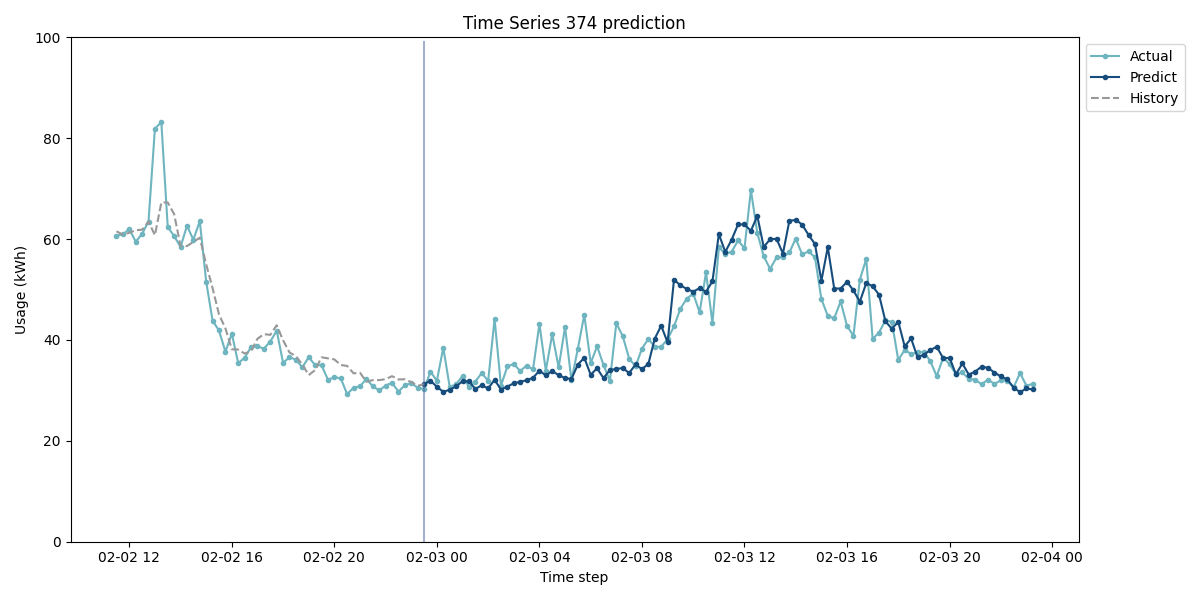 Time Series 374 prediction
100
80
60
40
20
0
Usage (kWh)
02-02 12
02-02 16
02-02 20
02-03 00
02-03 04
02-03 08
02-03 12
02-03 16
02-03 20
02-04 00
Time step
Actual
Predict
History